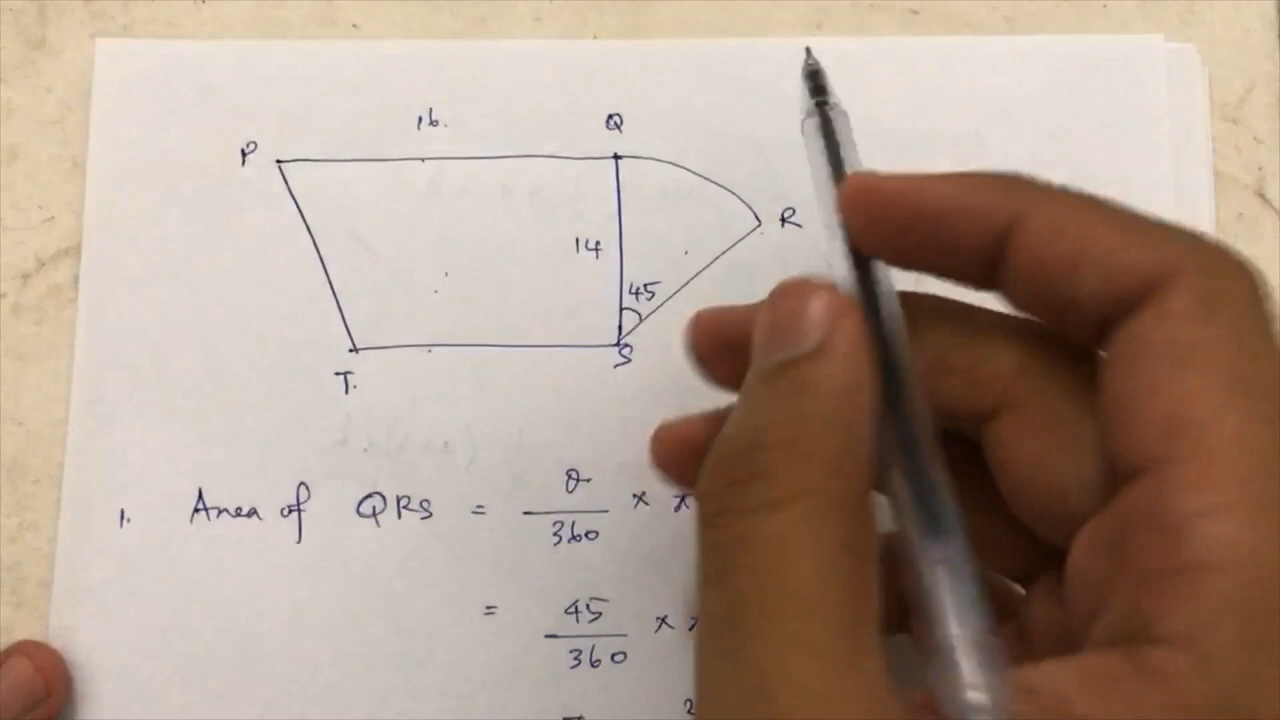 16.
P
Q
R
14
45
S
T.
1. Area of QRS = θ/360 ×
= 45/360 ×